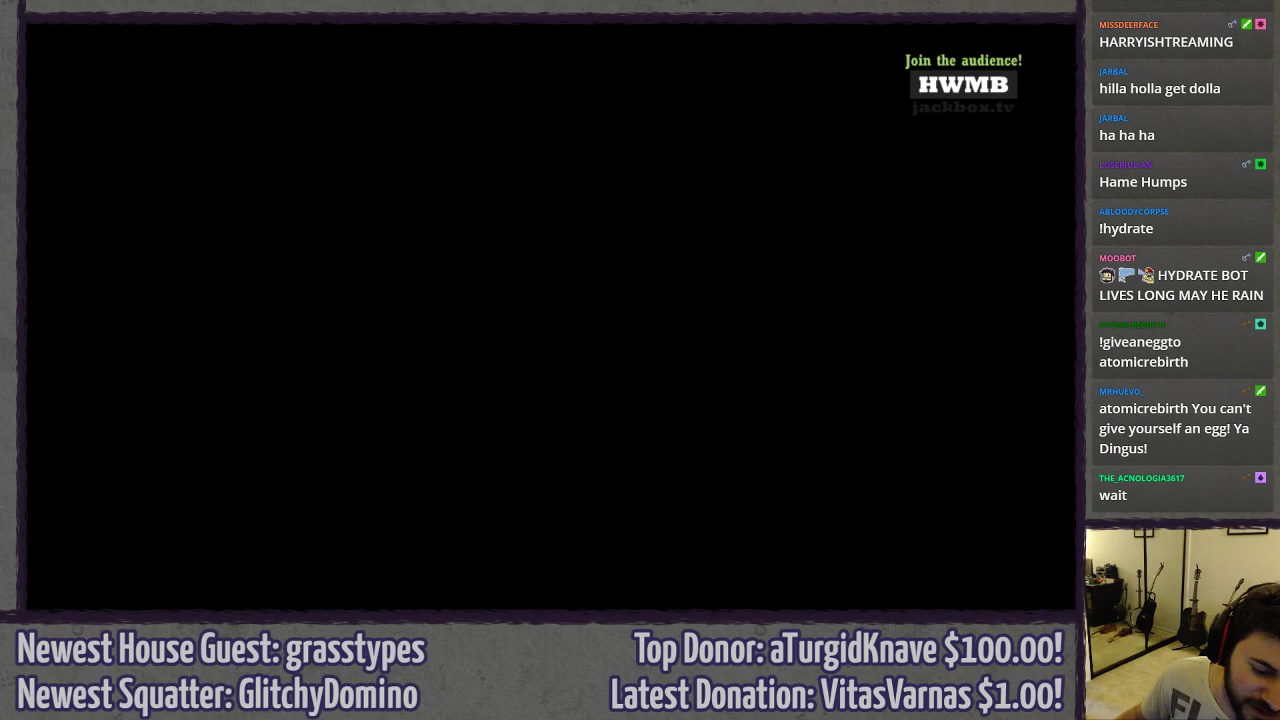 Join the audience!
HWMB
jackbox.tv
MISSDEERFACE
HARRYISHTREAMING
JARBAL
hilla holla get dolla
JARBAL
ha ha ha
Hame Humps
ABLOODYCORPSE
!hydrate
MOOBOT
HYDRATE BOT
LIVES LONG MAY HE RAIN
ATOMICREBIRTH
!giveaneggto
atomicrebirth
MRHUEVO_
atomicrebirth You can't
give yourself an egg! Ya
Dingus!
THE_ACNOLOGIA3617
wait
Newest House Guest: grasstypes
Newest Squatter: GlitchyDomino
Top Donor: aTurgidKnave $100.00!
Latest Donation: VitasVarnas $1.00!